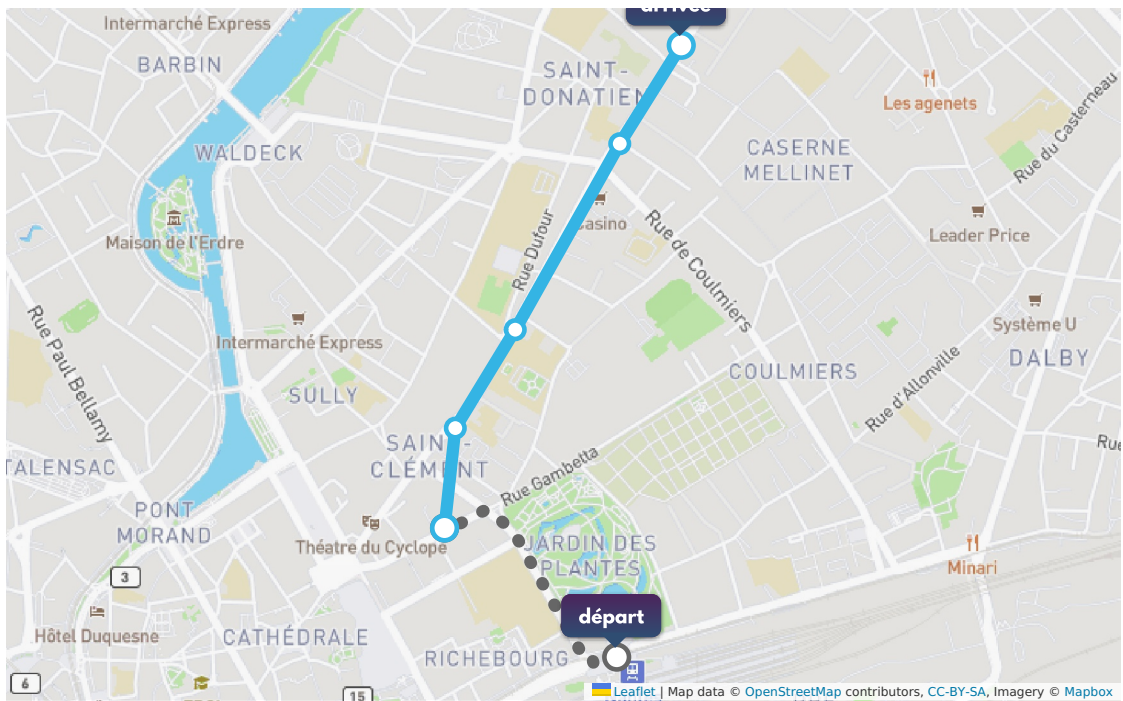 arrivée
Intermarché Express
BARBIN
SAINT-
DONATIEN
Les agenets
Rue du Casterneau
WALDECK
CASERNE
MELLINET
Maison de l'Erdre
Rue Dufour
Casino
Rue de Coulmiers
Leader Price
Rue Paul Bellamy
Intermarché Express
Système U
DALBY
COULMIERS
SULLY
Rue d'Allonville
SAINT-
CLÉMENT
Rue
TALENSAC
Rue Gambetta
PONT
MORAND
Théatre du Cyclope
JARDIN DES
PLANTES
Minari
3
départ
Hôtel Duquesne
CATHÉDRALE
RICHEBOURG
6
15
Leaflet | Map data © OpenStreetMap contributors, CC-BY-SA, Imagery © Mapbox